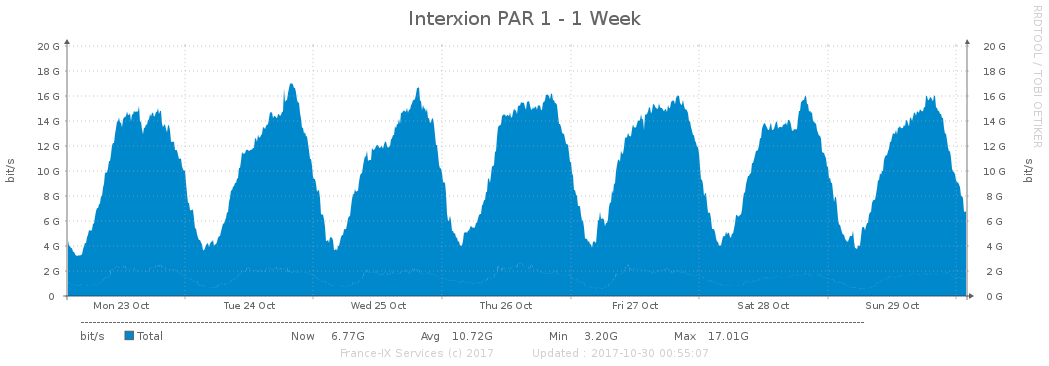 Interxion PAR 1 - 1 Week
RRDTOOL / TOBI OETIKER
20 G 20 G
18 G 18 G
16 G 16 G
14 G 14 G
12 G 12 G
10 G 10 G
8 G 8 G
6 G 6 G
4 G 4 G
2 G 2 G
0 0 G
bit/s
bit/s
Mon 23 Oct Tue 24 Oct Wed 25 Oct Thu 26 Oct Fri 27 Oct Sat 28 Oct Sun 29 Oct
bit/s Total Now 6.77G Avg 10.72G Min 3.20G Max 17.01G
France-IX Services (c) 2017 Updated : 2017-10-30 00:55:07